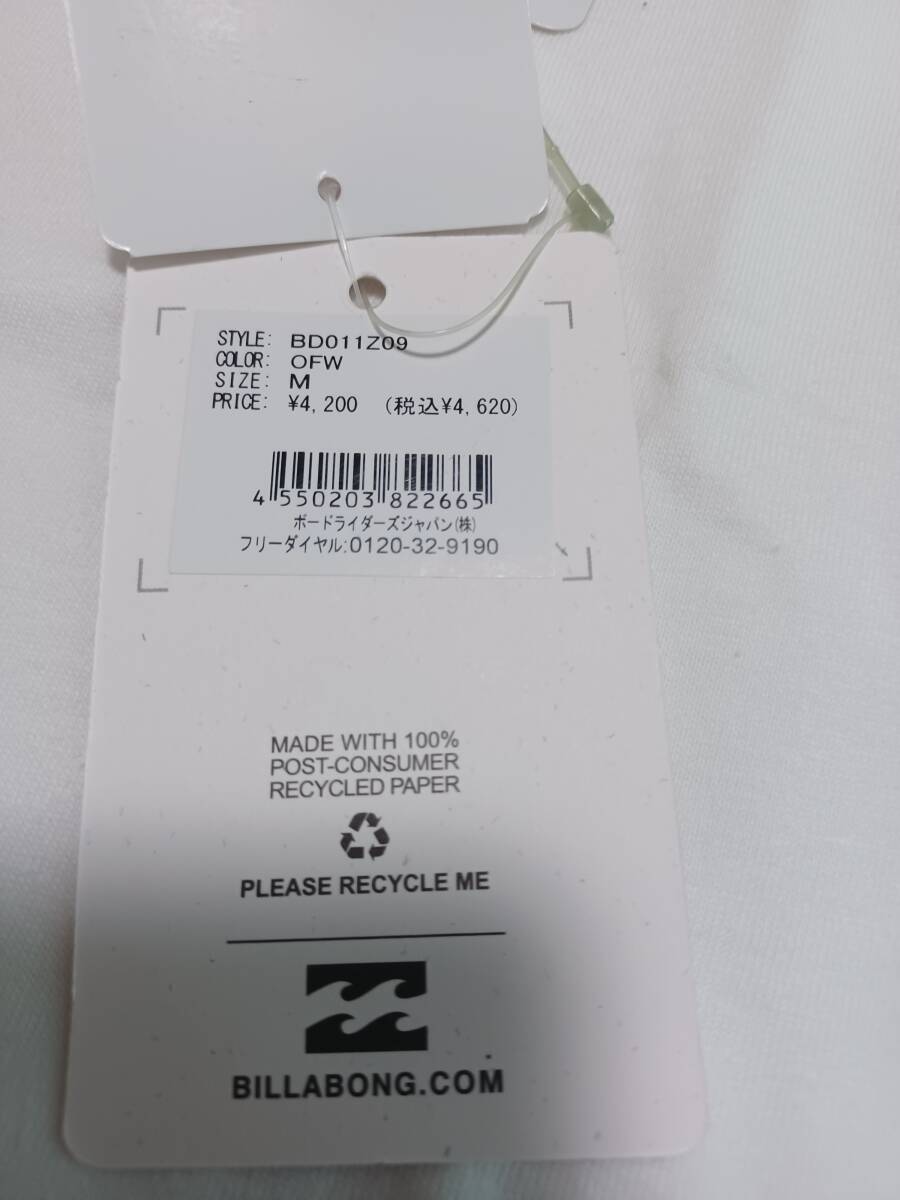 STYLE: BD011Z09
COLOR: OFW
SIZE: M
PRICE: ¥4,200 (税込¥4,620)
4 550203 822665
ボードライダーズジャパン(株)
フリーダイヤル:0120-32-9190
MADE WITH 100%
POST-CONSUMER
RECYCLED PAPER
PLEASE RECYCLE ME
BILLABONG.COM